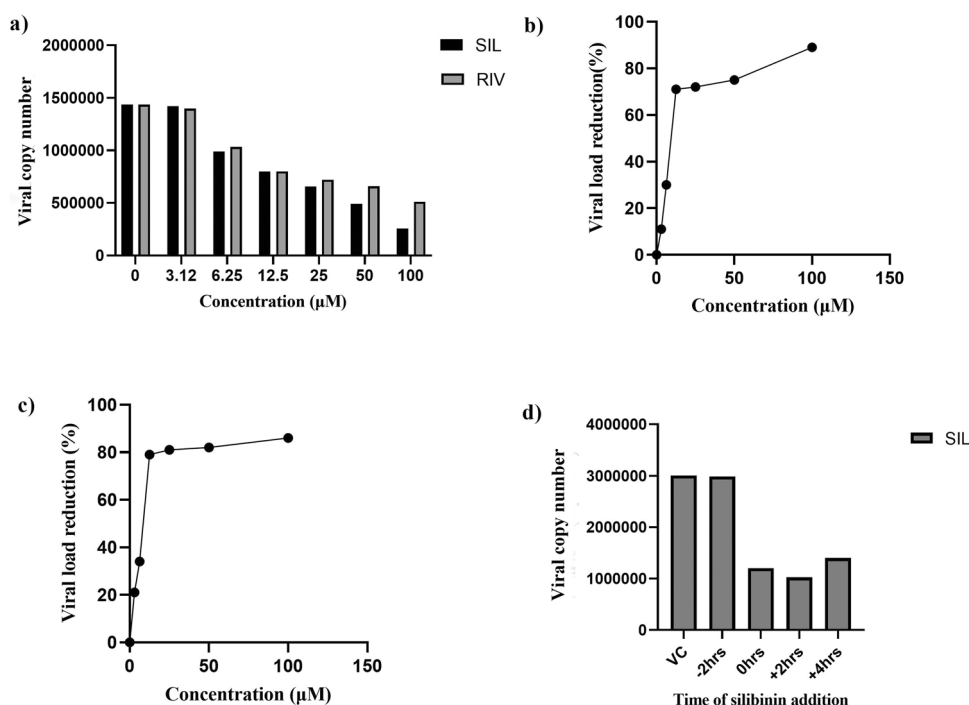 a)
SIL
RIV
Viral copy number
2000000
1500000
1000000
500000
0
0 3.12 6.25 12.5 25 50 100
Concentration (μM)
b)
Viral load reduction(%)
100
80
60
40
20
0
0 50 100 150
Concentration (μM)
c)
Viral load reduction (%)
100
80
60
40
20
0
0 50 100 150
Concentration (μM)
d)
SIL
Viral copy number
4000000
3000000
2000000
1000000
0
VC -2hrs 0hrs +2hrs +4hrs
Time of silibinin addition